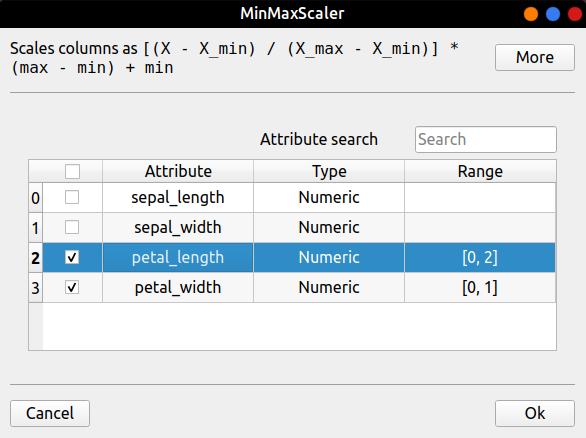 MinMaxScaler
Scales columns as [(X - X_min) / (X_max - X_min)] *
(max - min) + min
More
Attribute search
Search
Attribute Type Range
0 sepal_length Numeric
1 sepal_width Numeric
2 petal_length Numeric [0, 2]
3 petal_width Numeric [0, 1]
Cancel
Ok